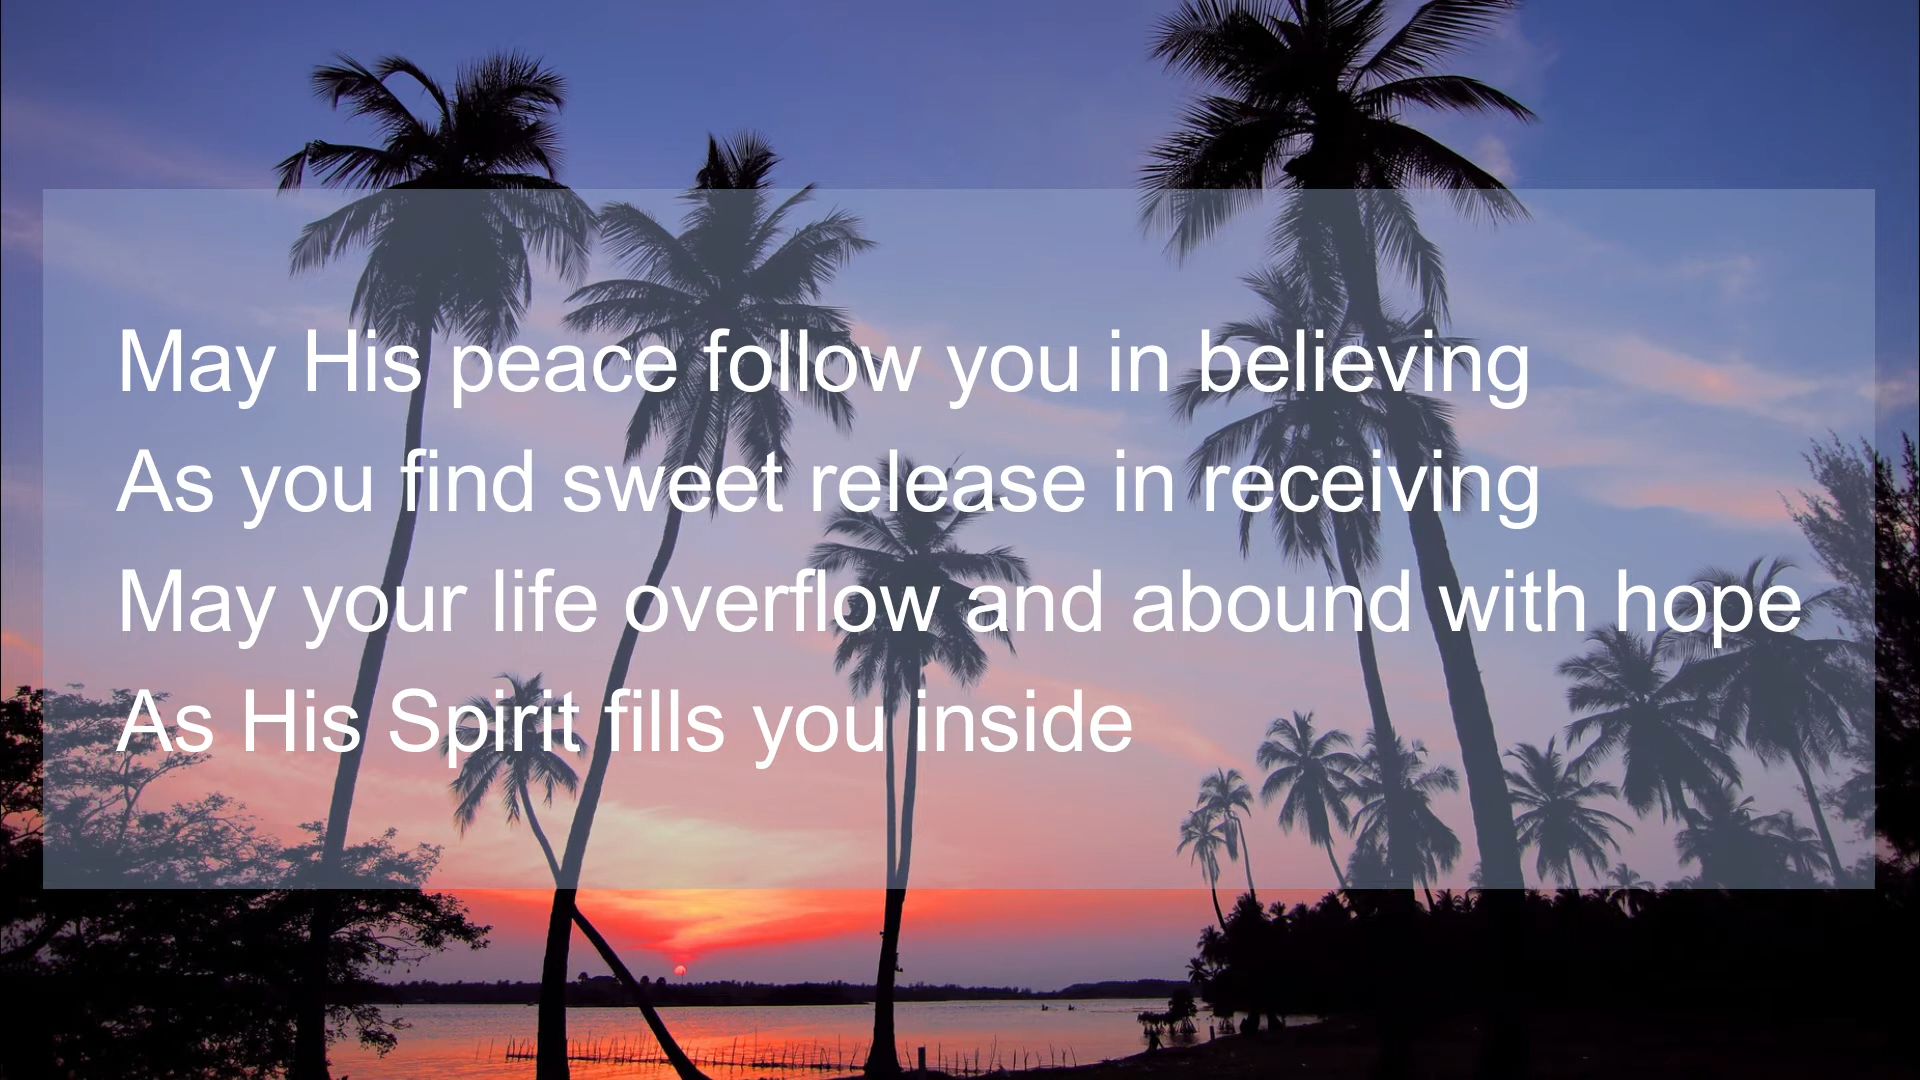 May His peace follow you in believing
As you find sweet release in receiving
May your life overflow and abound with hope
As His Spirit fills you inside